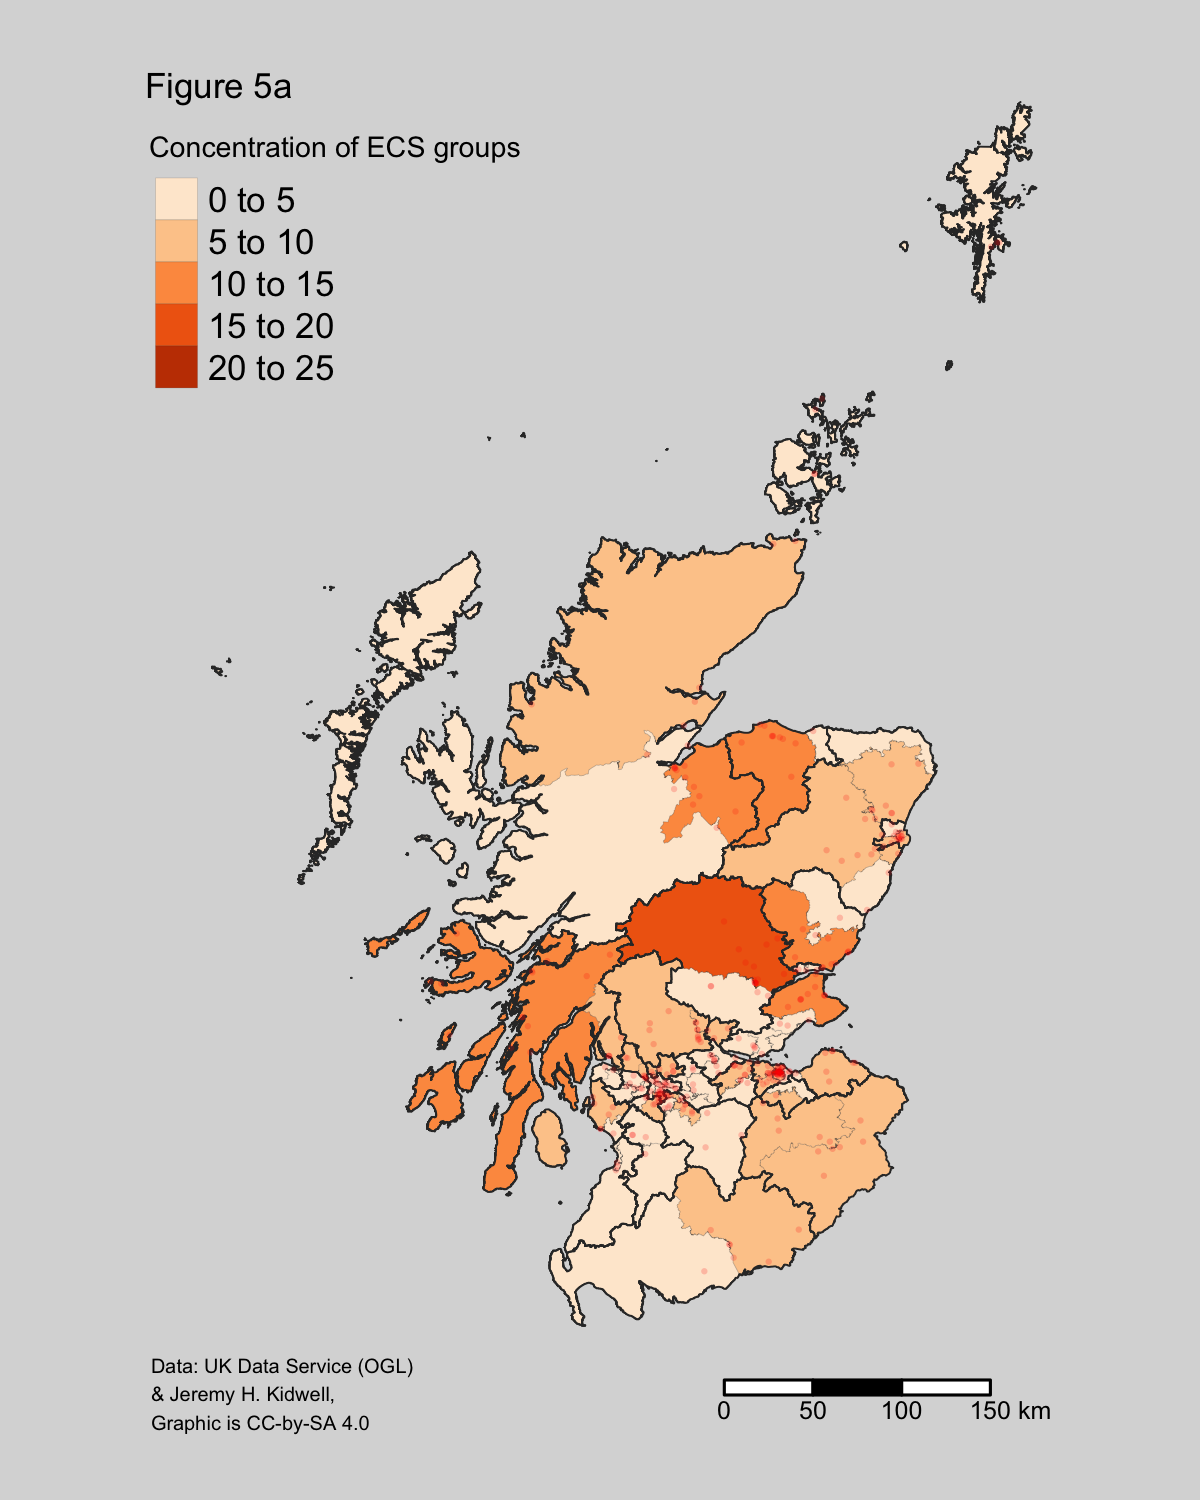 Figure 5a
Concentration of ECS groups
0 to 5
5 to 10
10 to 15
15 to 20
20 to 25
Data: UK Data Service (OGL)
& Jeremy H. Kidwell,
Graphic is CC-by-SA 4.0
0 50 100 150 km